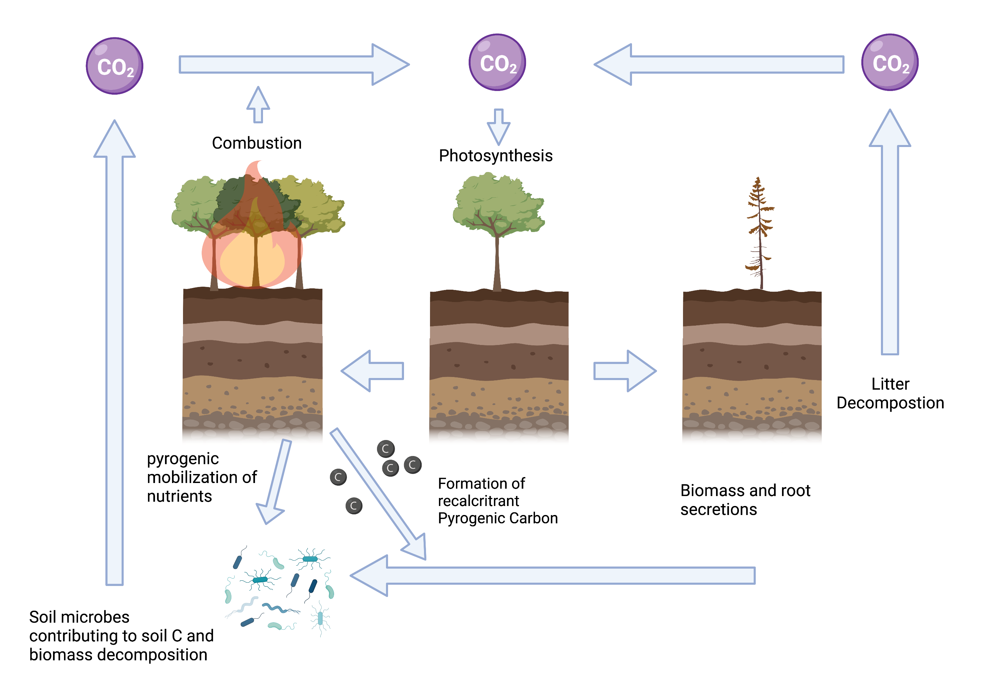 CO₂
CO₂
CO₂
Combustion
Photosynthesis
Litter
Decompostion
pyrogenic
mobilization of
nutrients
C
C
C
C
C
Formation of
recalcritrant
Pyrogenic Carbon
Biomass and root
secretions
Soil microbes
contributing to soil C and
biomass decomposition